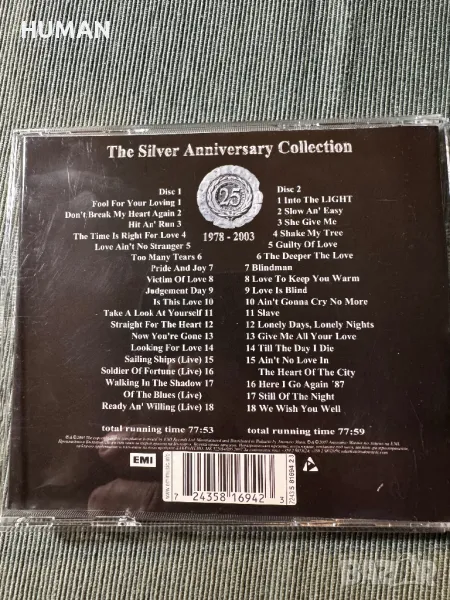 HUMAN
The Silver Anniversary Collection
25
1978 - 2003
Disc 1
Fool For Your Loving 1
Don't Break My Heart Again 2
Hit An' Run 3
The Time Is Right For Love 4
Love Ain't No Stranger 5
Too Many Tears 6
Pride And Joy 7
Victim Of Love 8
Judgement Day 9
Is This Love 10
Take A Look At Yourself 11
Straight For The Heart 12
Now You're Gone 13
Looking For Love 14
Sailing Ships (Live) 15
Soldier Of Fortune (Live) 16
Walking In The Shadow 17
Of The Blues (Live)
Ready An' Willing (Live) 18
total running time 77:53
Disc 2
1 Into The LIGHT
2 Slow An' Easy
3 She Give Me
4 Shake My Tree
5 Guilty Of Love
6 The Deeper The Love
7 Blindman
8 Love To Keep You Warm
9 Love Is Blind
10 Ain't Gonna Cry No More
11 Slave
12 Lonely Days, Lonely Nights
13 Give Me All Your Love
14 Till The Day I Die
15 Ain't No Love In
The Heart Of The City
16 Here I Go Again '87
17 Still Of The Night
18 We Wish You Well
total running time 77:59
EMI
7 24358 16942 3
7243 5 81694 2 3
BAZAR